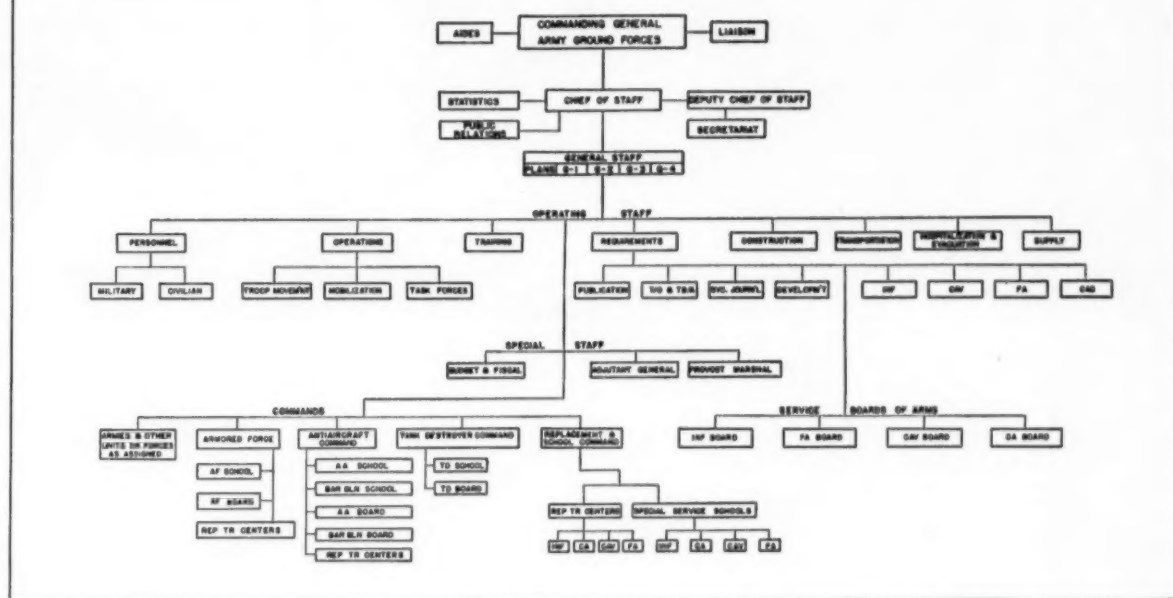 COMMANDING GENERAL
ARMY GROUND FORCES
AIDES
LIAISON
STATISTICS
CHIEF OF STAFF
DEPUTY CHIEF OF STAFF
PUBLIC
RELATIONS
SECRETARIAT
GENERAL STAFF
PLANS G-1 G-2 G-3 G-4
OPERATING STAFF
PERSONNEL
OPERATIONS
TRAINING
REQUIREMENTS
CONSTRUCTION
TRANSPORTATION
HOSPITALIZATION &
EVACUATION
SUPPLY
MILITARY
CIVILIAN
TROOP MOVEM'T
MOBILIZATION
TASK FORCES
PUBLICATION
T/O & T.B.A.
SVC. JOURN'L
DEVELOPM'T
INF
CAV
FA
SPECIAL STAFF
BUDGET & FISCAL
ADJUTANT GENERAL
PROVOST MARSHAL
COMMANDS
SERVICE BOARDS OF ARMS
ARMIES & OTHER
UNITS OR FORCES
AS ASSIGNED
ARMORED FORCE
ANTIAIRCRAFT
COMMAND
TANK DESTROYER COMMAND
REPLACEMENT &
SCHOOL COMMAND
INF BOARD
FA BOARD
CAV BOARD
CA BOARD
AF SCHOOL
AF BOARD
REP TR CENTERS
AA SCHOOL
BAR BLN SCHOOL
AA BOARD
BAR BLN BOARD
REP TR CENTERS
TD SCHOOL
TD BOARD
REP TR CENTERS
SPECIAL SERVICE SCHOOLS
INF
CA
CAV
FA
INF
CA
CAV
FA